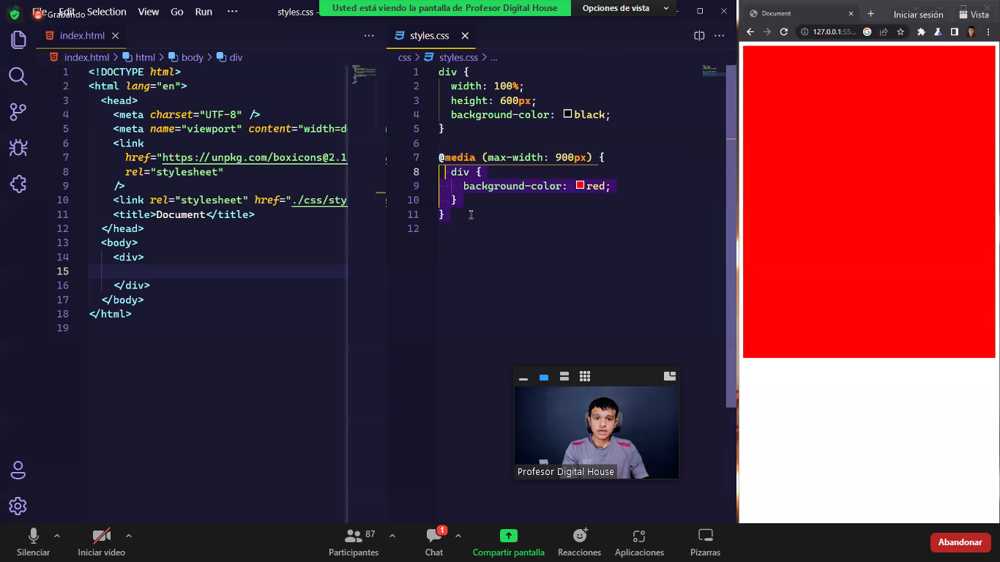 File Edit Selection View Go Run ··· styles.css -
Grabando
Usted está viendo la pantalla de Profesor Digital House
Opciones de vista
index.html
index.html > html > body > div
1 <!DOCTYPE html>
2 <html lang="en">
3 <head>
4 <meta charset="UTF-8" />
5 <meta name="viewport" content="width=d
6 <link
7 href="https://unpkg.com/boxicons@2.1
8 rel="stylesheet"
9 />
10 <link rel="stylesheet" href="./css/sty
11 <title>Document</title>
12 </head>
13 <body>
14 <div>
15
16 </div>
17 </body>
18 </html>
19
styles.css
css > styles.css > ...
1 div {
2 width: 100%;
3 height: 600px;
4 background-color: black;
5 }
6
7 @media (max-width: 900px) {
8 div {
9 background-color: red;
10 }
11 }
12
Document
Iniciar sesión
Vista
127.0.0.1:55...
Profesor Digital House
Silenciar
Iniciar vídeo
87
Participantes
1
Chat
Compartir pantalla
Reacciones
Aplicaciones
Pizarras
Abandonar